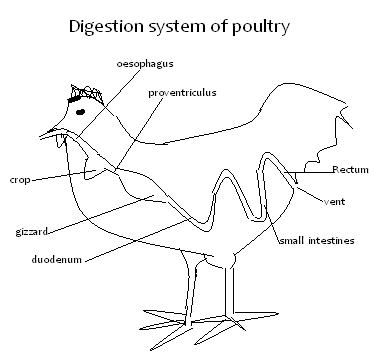 Digestion system of poultry
oesophagus
proventriculus
crop
Rectum
vent
gizzard
small intestines
duodenum